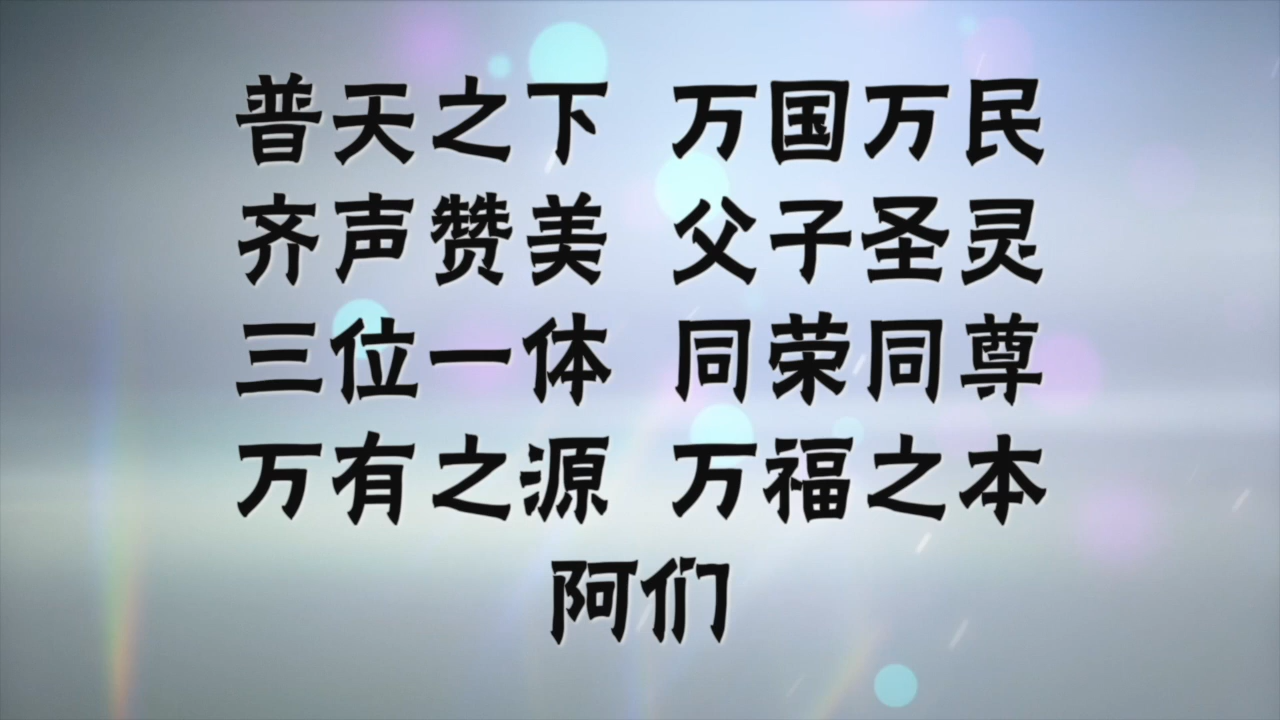 普天之下 万国万民
齐声赞美 父子圣灵
三位一体 同荣同尊
万有之源 万福之本
阿们